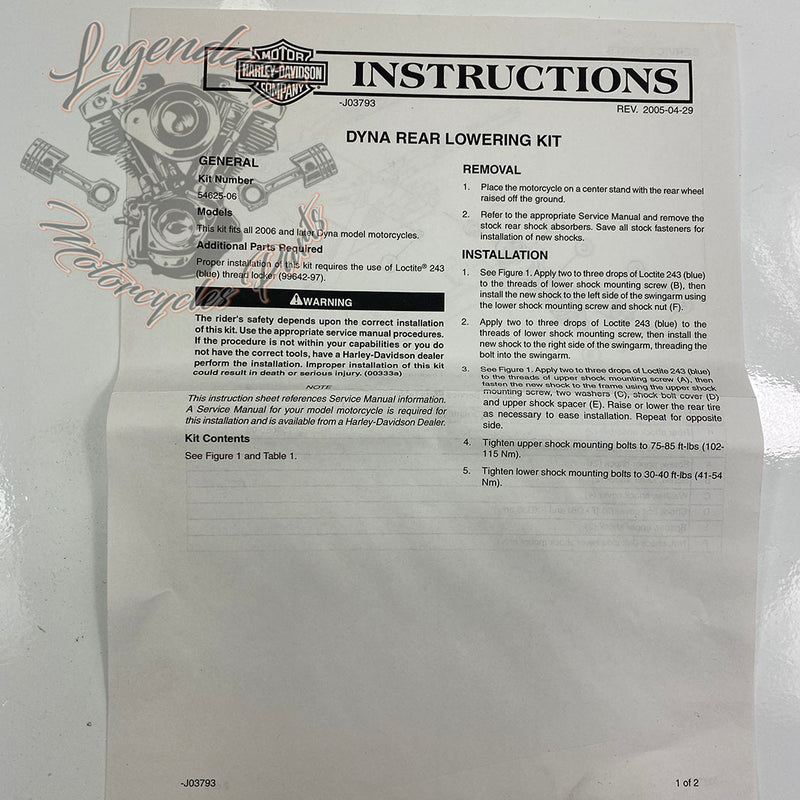 Legendary
Motorcycles Parts
MOTOR
HARLEY-DAVIDSON
COMPANY
INSTRUCTIONS
-J03793
REV. 2005-04-29
DYNA REAR LOWERING KIT
GENERAL
Kit Number
54625-06
Models
This kit fits all 2006 and later Dyna model motorcycles.
Additional Parts Required
Proper installation of this kit requires the use of Loctite® 243
(blue) thread locker (99642-97).
WARNING
The rider's safety depends upon the correct installation
of this kit. Use the appropriate service manual procedures.
If the procedure is not within your capabilities or you do
not have the correct tools, have a Harley-Davidson dealer
perform the installation. Improper installation of this kit
could result in death or serious injury. (00333a)
NOTE
This instruction sheet references Service Manual information.
A Service Manual for your model motorcycle is required for
this installation and is available from a Harley-Davidson Dealer.
Kit Contents
See Figure 1 and Table 1.
REMOVAL
1. Place the motorcycle on a center stand with the rear wheel
raised off the ground.
2. Refer to the appropriate Service Manual and remove the
stock rear shock absorbers. Save all stock fasteners for
installation of new shocks.
INSTALLATION
1. See Figure 1. Apply two to three drops of Loctite 243 (blue)
to the threads of lower shock mounting screw (B), then
install the new shock to the left side of the swingarm using
the lower mounting screw and shock nut (F).
2. Apply two to three drops of Loctite 243 (blue) to the
threads of lower shock mounting screw, then install the
new shock to the right side of the swingarm, threading the
bolt into the swingarm.
3. See Figure 1. Apply two to three drops of Loctite 243 (blue)
to the threads of upper shock mounting screw (A), then
fasten the new shock to the frame using the upper shock
mounting screw, two washers (C), shock bolt cover (D)
and upper shock spacer (E). Raise or lower the rear tire
as necessary to ease installation. Repeat for opposite
side.
4. Tighten upper shock mounting bolts to 75-85 ft-lbs (102-
115 Nm).
5. Tighten lower shock mounting bolts to 30-40 ft-lbs (41-54
Nm).
-J03793
1 of 2